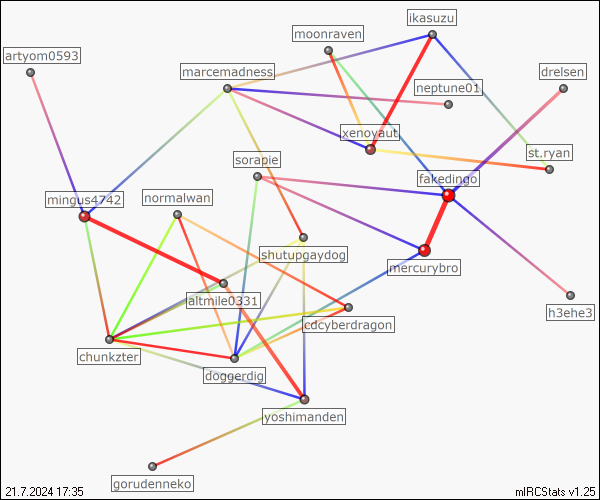 ikasuzu
moonraven
artyom0593
marcemadness
drelsen
neptune01
xenoyaut
sorapie
st.ryan
fakedingo
mingus4742
normalwan
shutupgaydog
mercurybro
altmile0331
h3ehe3
cdcyberdragon
chunkzter
doggerdig
yoshimanden
gorudenneko
21.7.2024 17:35
mIRCStats v1.25